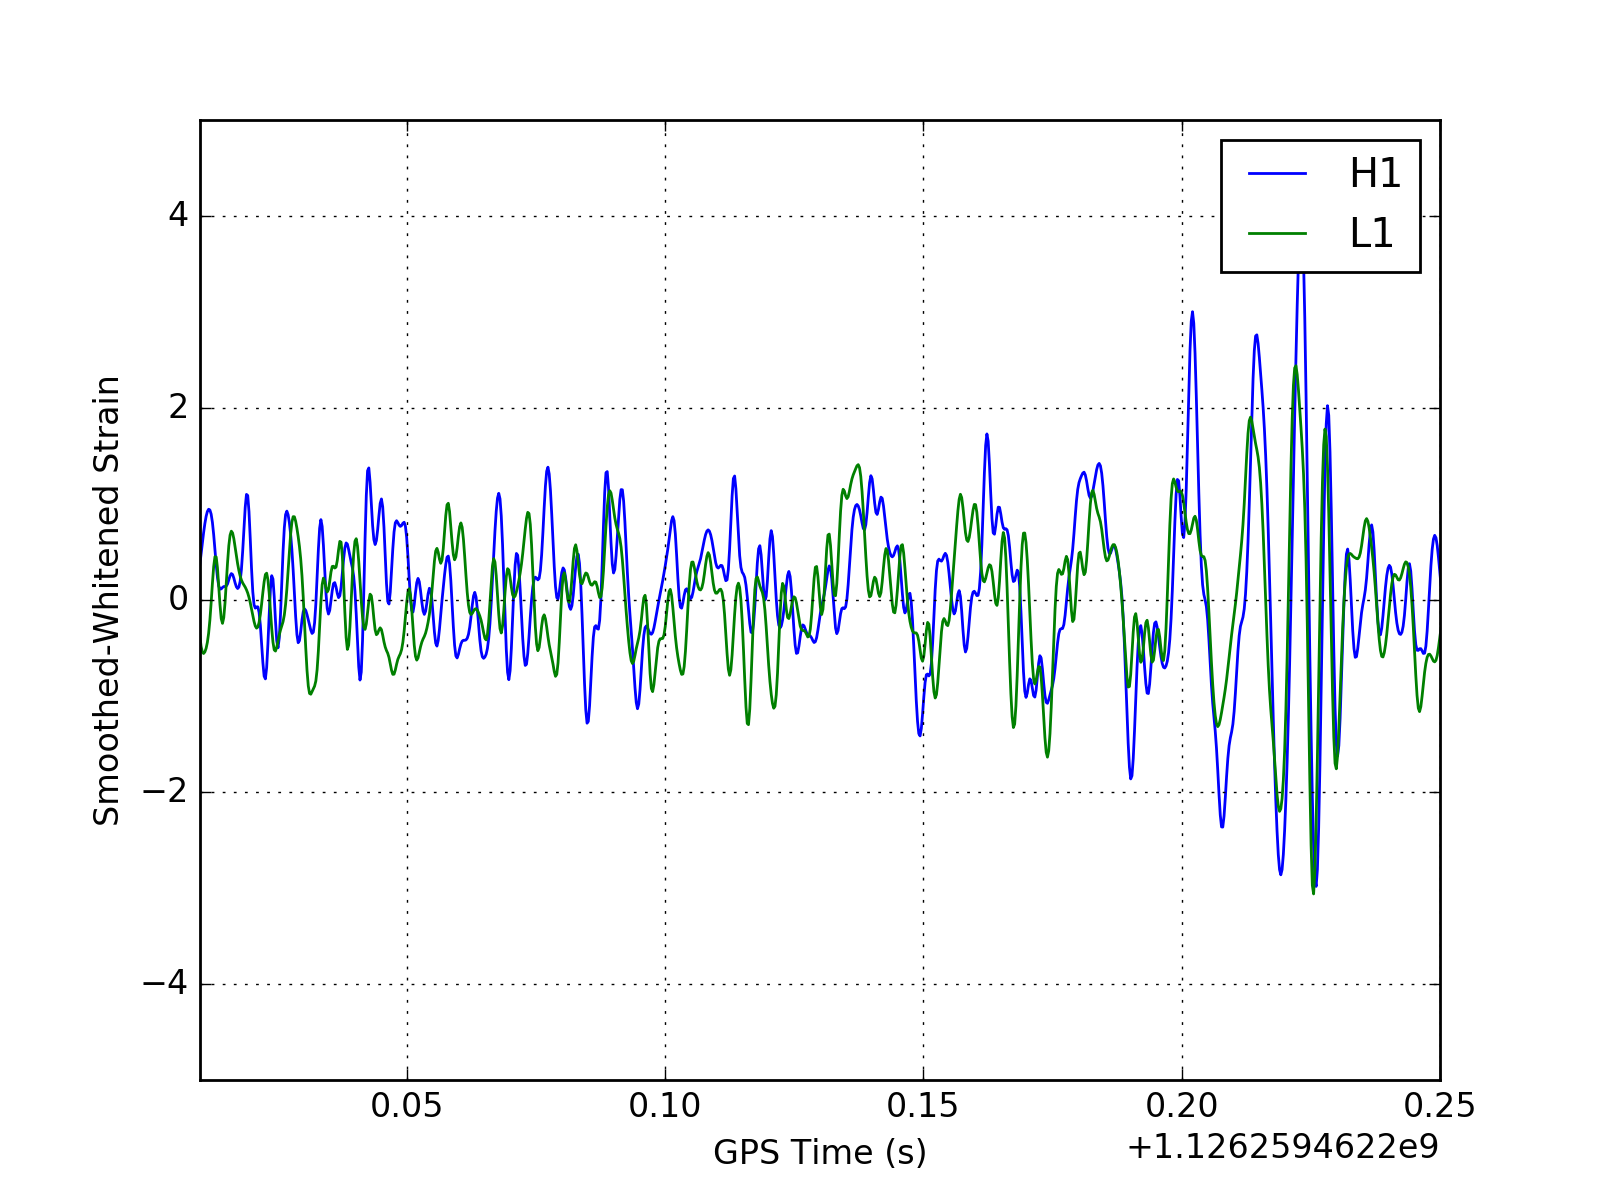 H1
L1
4
2
0
−2
−4
Smoothed-Whitened Strain
0.05 0.10 0.15 0.20 0.25
GPS Time (s)
+1.1262594622e9